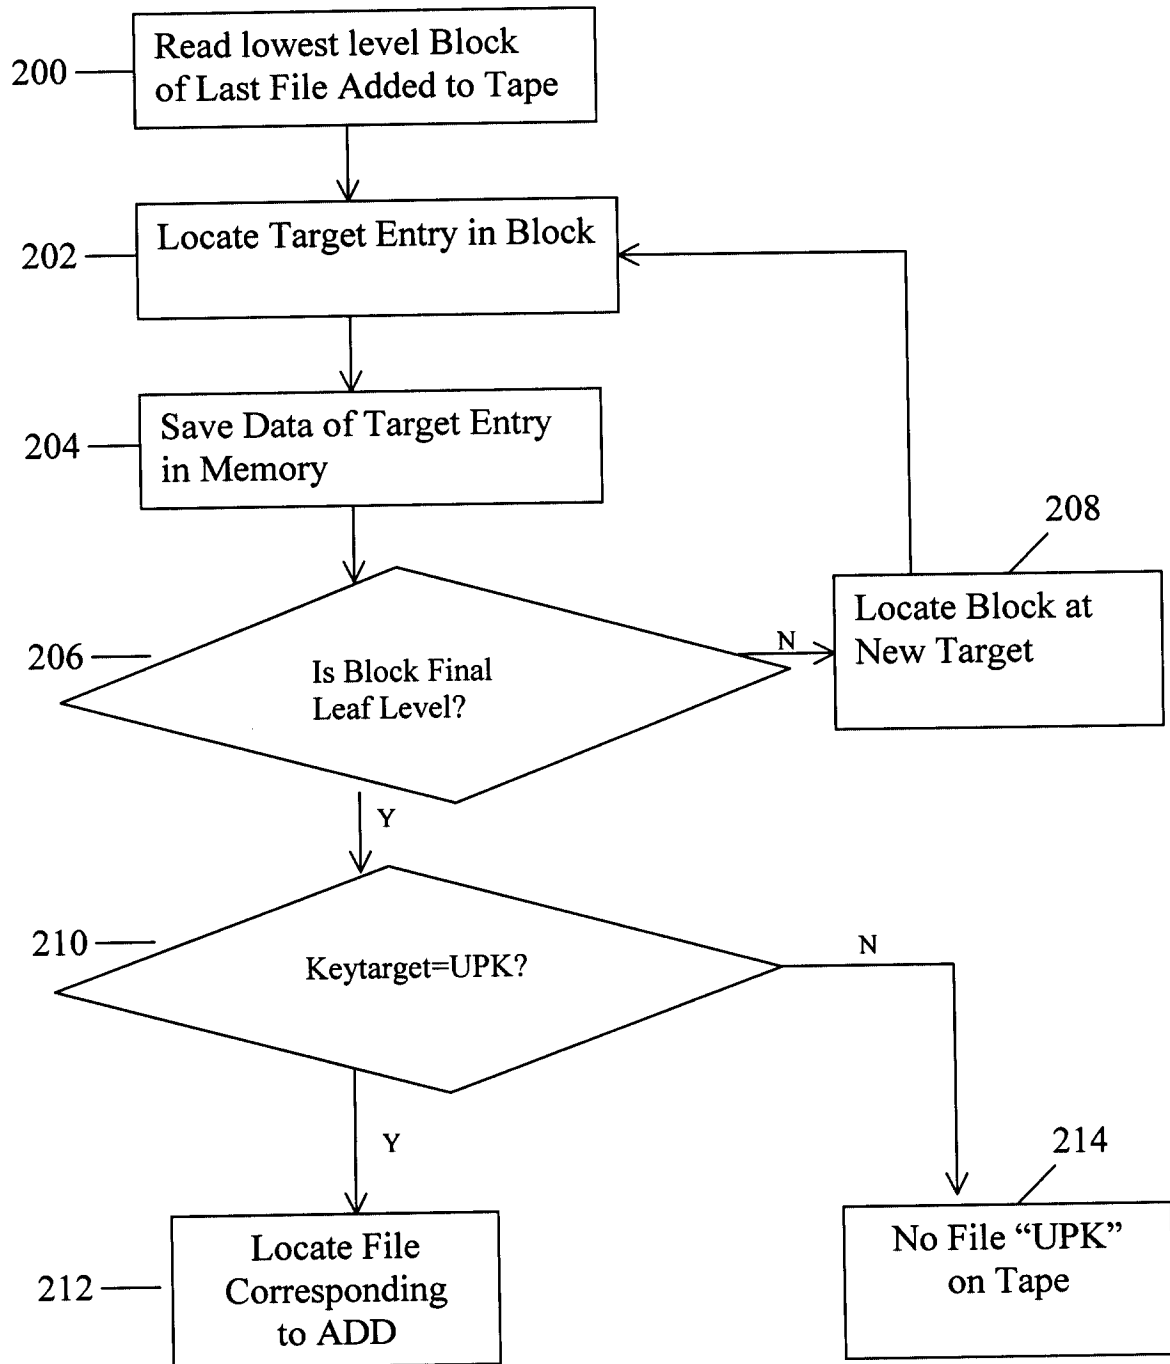 200
Read lowest level Block
of Last File Added to Tape
202
Locate Target Entry in Block
204
Save Data of Target Entry
in Memory
206
Is Block Final
Leaf Level?
N
208
Locate Block at
New Target
Y
210
Keytarget=UPK?
N
Y
212
Locate File
Corresponding
to ADD
214
No File “UPK”
on Tape